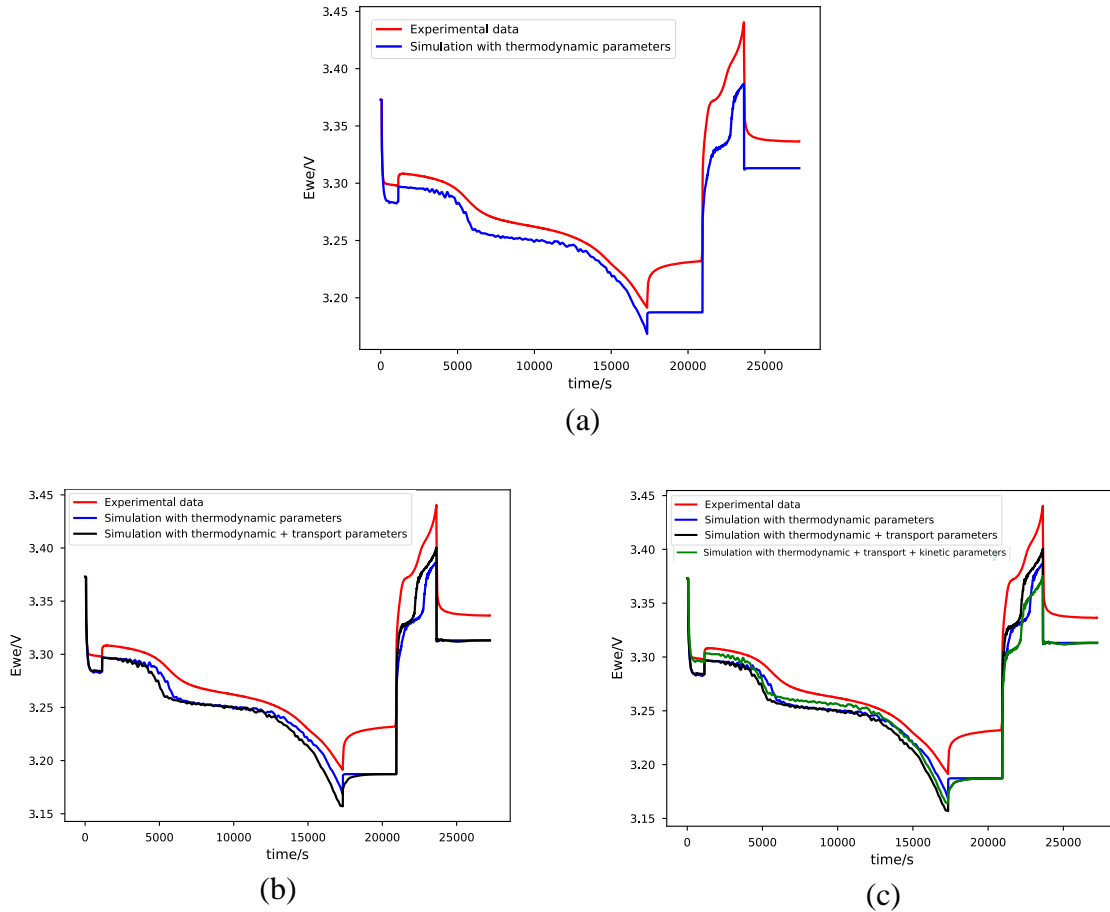 3.45
3.40
3.35
3.30
3.25
3.20
Ewe/V
Experimental data
Simulation with thermodynamic parameters
0
5000
10000
15000
20000
25000
time/s
(a)
3.45
3.40
3.35
3.30
3.25
3.20
3.15
Ewe/V
Experimental data
Simulation with thermodynamic parameters
Simulation with thermodynamic + transport parameters
0
5000
10000
15000
20000
25000
time/s
(b)
3.45
3.40
3.35
3.30
3.25
3.20
3.15
Ewe/V
Experimental data
Simulation with thermodynamic parameters
Simulation with thermodynamic + transport parameters
Simulation with thermodynamic + transport + kinetic parameters
0
5000
10000
15000
20000
25000
time/s
(c)